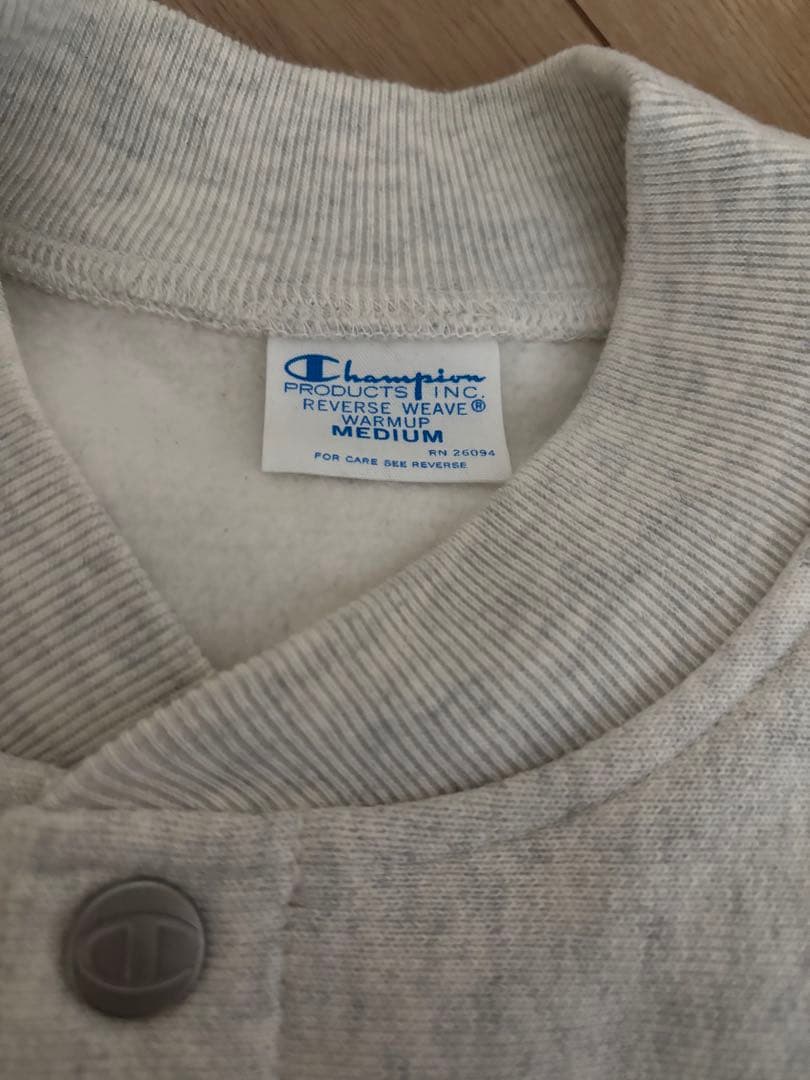 Champion
PRODUCTS INC.
REVERSE WEAVE®
WARMUP
MEDIUM
RN 26094
FOR CARE SEE REVERSE